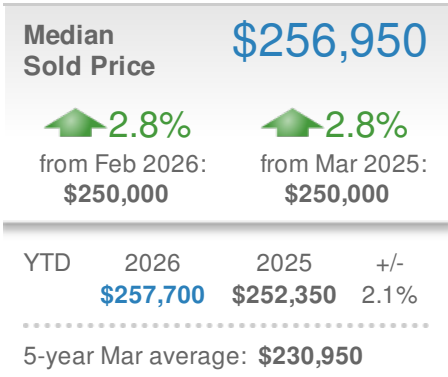 Median
Sold Price
$256,950
2.8% 2.8%
from Feb 2026: from Mar 2025:
$250,000 $250,000
YTD 2026 2025 +/-
$257,700 $252,350 2.1%
5-year Mar average: $230,950